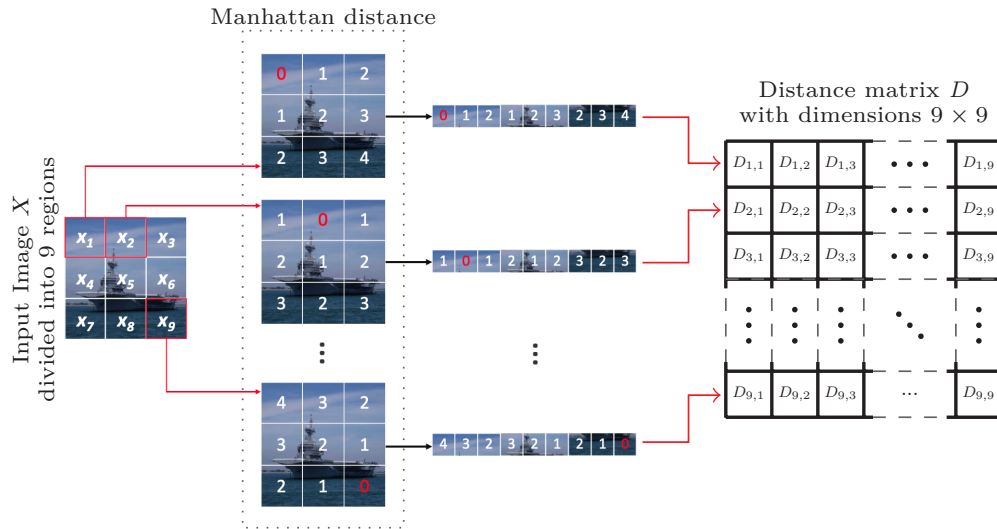 Manhattan distance
Input Image X
divided into 9 regions
x1 x2 x3
x4 x5 x6
x7 x8 x9
0 1 2
1 2 3
2 3 4
1 0 1
2 1 2
3 2 3
⋮
4 3 2
3 2 1
2 1 0
0 1 2 1 2 3 2 3 4
1 0 1 2 1 2 3 2 3
⋮
4 3 2 3 2 1 2 1 0
Distance matrix D
with dimensions 9 × 9
D1,1 D1,2 D1,3 ··· D1,9
D2,1 D2,2 D2,3 ··· D2,9
D3,1 D3,2 D3,3 ··· D3,9
⋮ ⋮ ⋮ ⋱ ⋮
D9,1 D9,2 D9,3 ··· D9,9